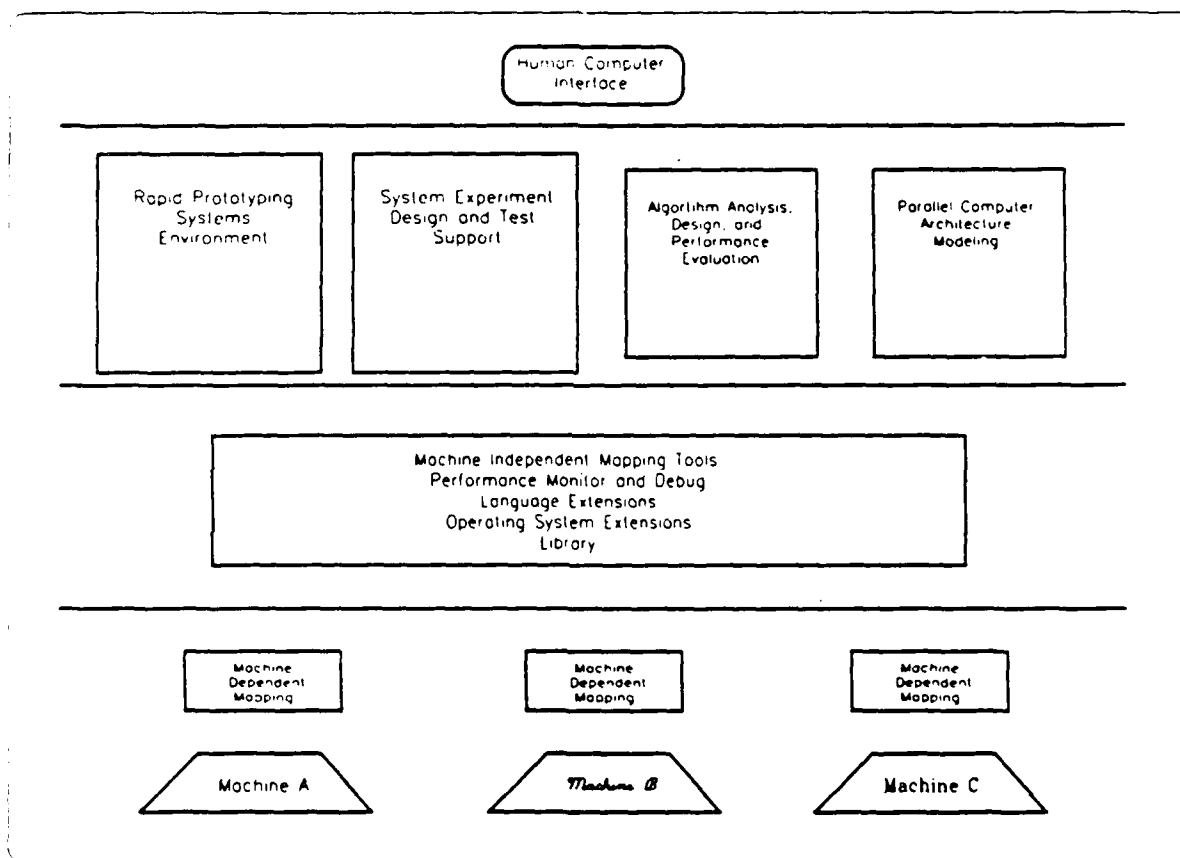 Human Computer
Interface
Rapid Prototyping
Systems
Environment
System Experiment
Design and Test
Support
Algortihm Analysis,
Design, and
Performance
Evaluation
Parallel Computer
Architecture
Modeling
Machine Independent Mapping Tools
Performance Monitor and Debug
Language Extensions
Operating System Extensions
Library
Machine
Dependent
Mapping
Machine
Dependent
Mapping
Machine
Dependent
Mapping
Machine A
Machine B
Machine C